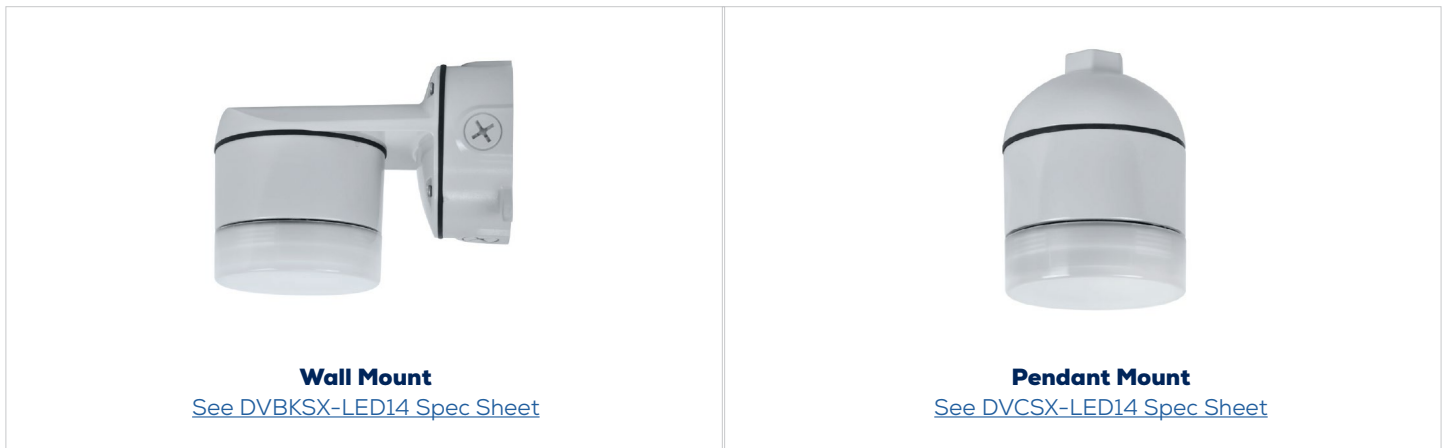 Wall Mount
See DVBKSX-LED14 Spec Sheet
Pendant Mount
See DVCSX-LED14 Spec Sheet